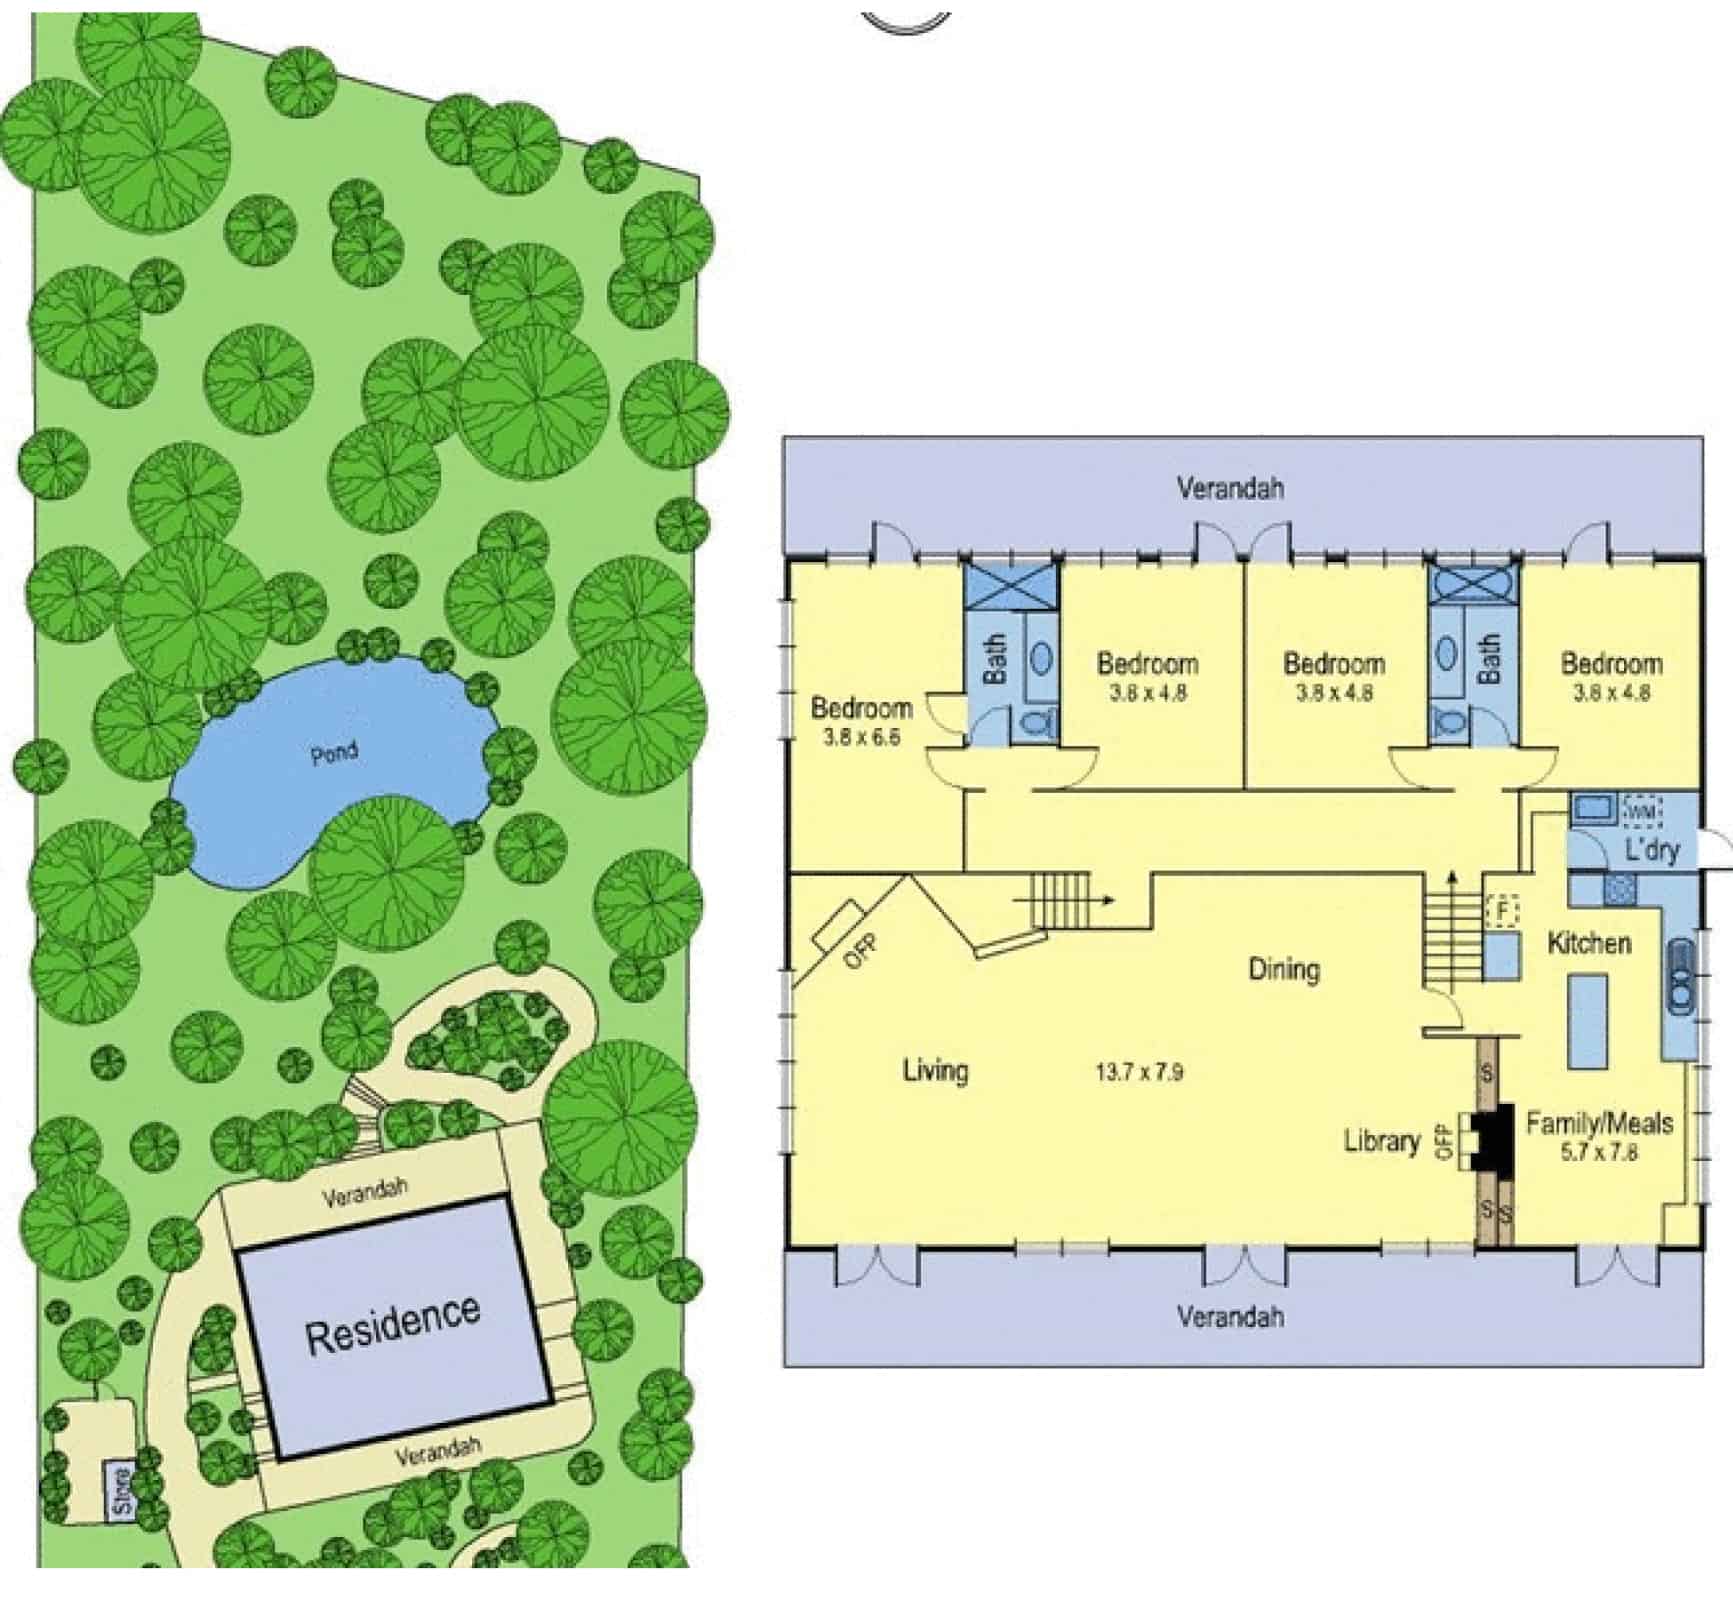 Pond
Verandah
Residence
Verandah
Store
Verandah
Bedroom
3.8 x 6.6
Bath
Bedroom
3.8 x 4.8
Bedroom
3.8 x 4.8
Bath
Bedroom
3.8 x 4.8
WM
L'dry
OFP
F
Kitchen
Dining
Living
13.7 x 7.9
S
Library
OFP
Family/Meals
5.7 x 7.8
S
S
Verandah